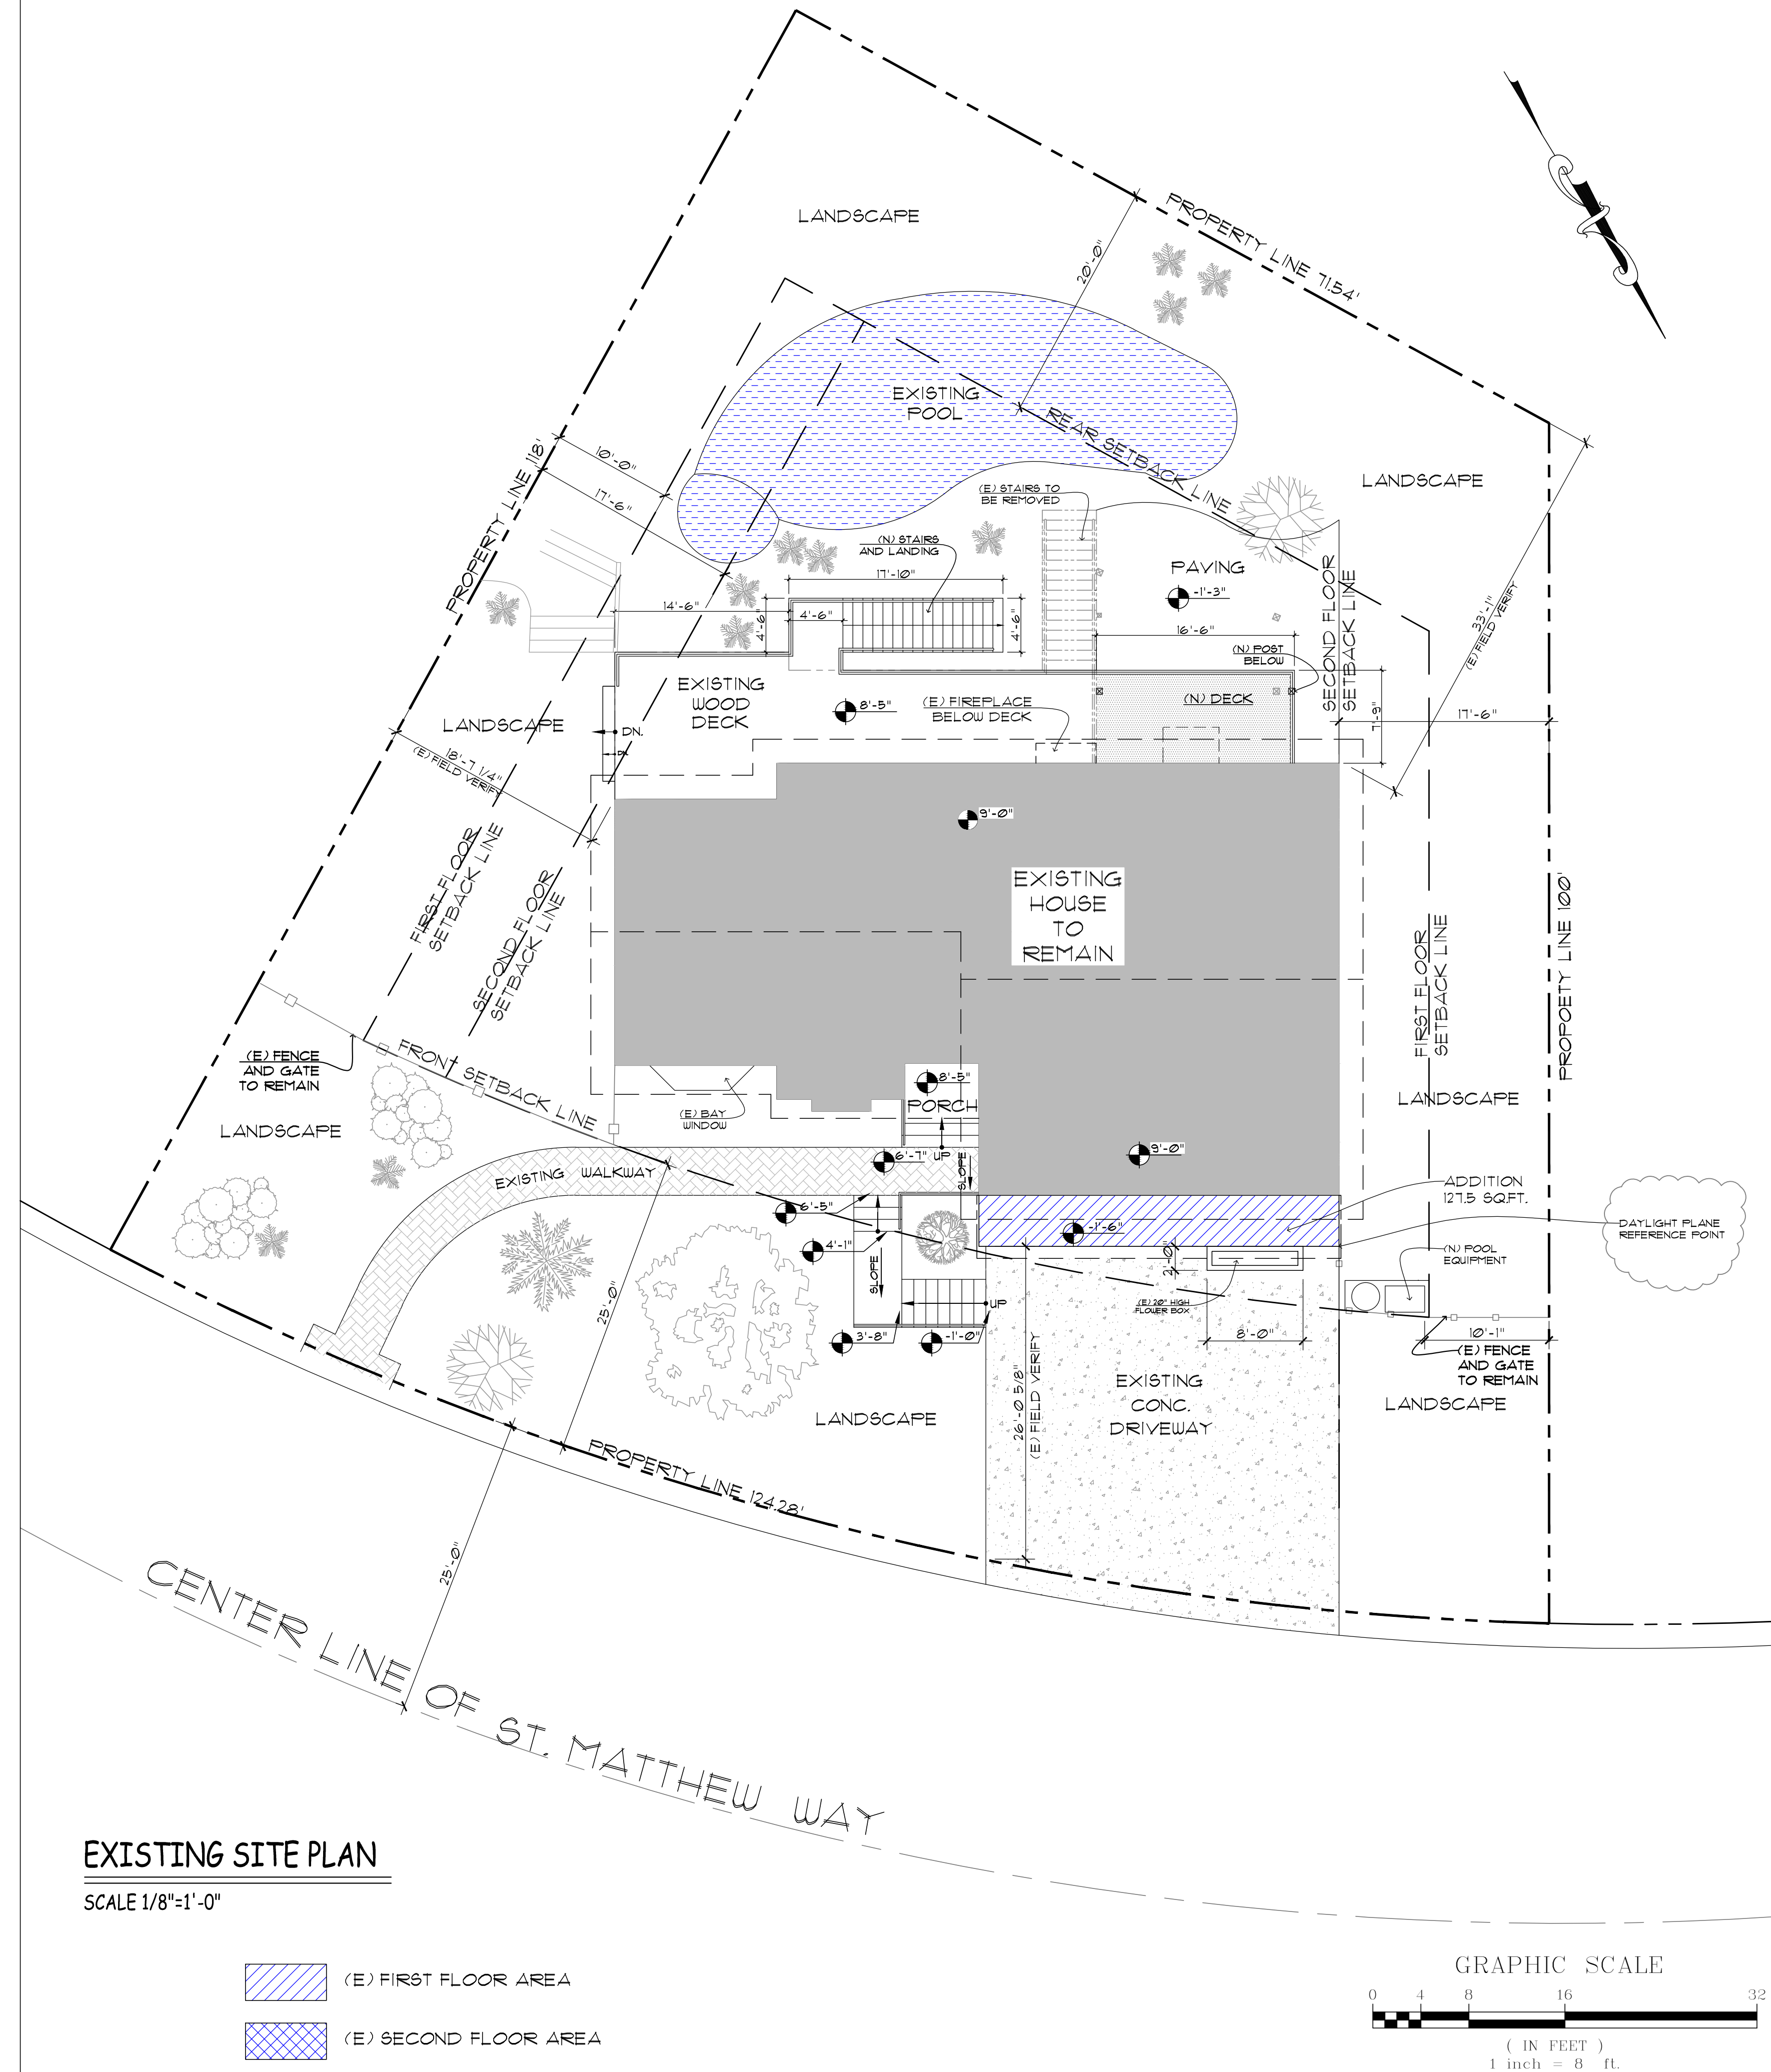 LANDSCAPE
PROPERTY LINE 71.54'
20'-0"
EXISTING
POOL
REAR SETBACK LINE
PROPERTY LINE 118'
10'-0"
17'-6"
(E) STAIRS TO
BE REMOVED
LANDSCAPE
(N) STAIRS
AND LANDING
17'-10"
PAVING
-1'-3"
SECOND FLOOR
SETBACK LINE
33'-1"
(E) FIELD VERIFY
14'-6"
4'-6"
4'-6"
4'-6"
16'-6"
(N) POST
BELOW
EXISTING
WOOD
DECK
8'-5"
(E) FIREPLACE
BELOW DECK
(N) DECK
7'-9"
17'-6"
LANDSCAPE
DN.
DN.
18'-7 1/4"
(E) FIELD VERIFY
9'-0"
EXISTING
HOUSE
TO
REMAIN
FIRST FLOOR
SETBACK LINE
SECOND FLOOR
SETBACK LINE
FIRST FLOOR
SETBACK LINE
PROPOETY LINE 100'
(E) FENCE
AND GATE
TO REMAIN
FRONT SETBACK LINE
LANDSCAPE
(E) BAY
WINDOW
8'-5"
PORCH
LANDSCAPE
EXISTING WALKWAY
6'-7"
UP
SLOPE
9'-0"
6'-5"
4'-1"
SLOPE
-1'-6"
ADDITION
127.5 SQ.FT.
DAYLIGHT PLANE
REFERENCE POINT
(N) POOL
EQUIPMENT
2'-0"
(E) 20" HIGH
FLOWER BOX
8'-0"
UP
3'-8"
-1'-0"
25'-0"
26'-0 5/8"
(E) FIELD VERIFY
10'-1"
(E) FENCE
AND GATE
TO REMAIN
EXISTING
CONC.
DRIVEWAY
LANDSCAPE
LANDSCAPE
PROPERTY LINE 124.28'
25'-0"
CENTER LINE OF ST. MATTHEW WAY
EXISTING SITE PLAN
SCALE 1/8"=1'-0"
(E) FIRST FLOOR AREA
(E) SECOND FLOOR AREA
GRAPHIC SCALE
0 4 8 16 32
( IN FEET )
1 inch = 8 ft.